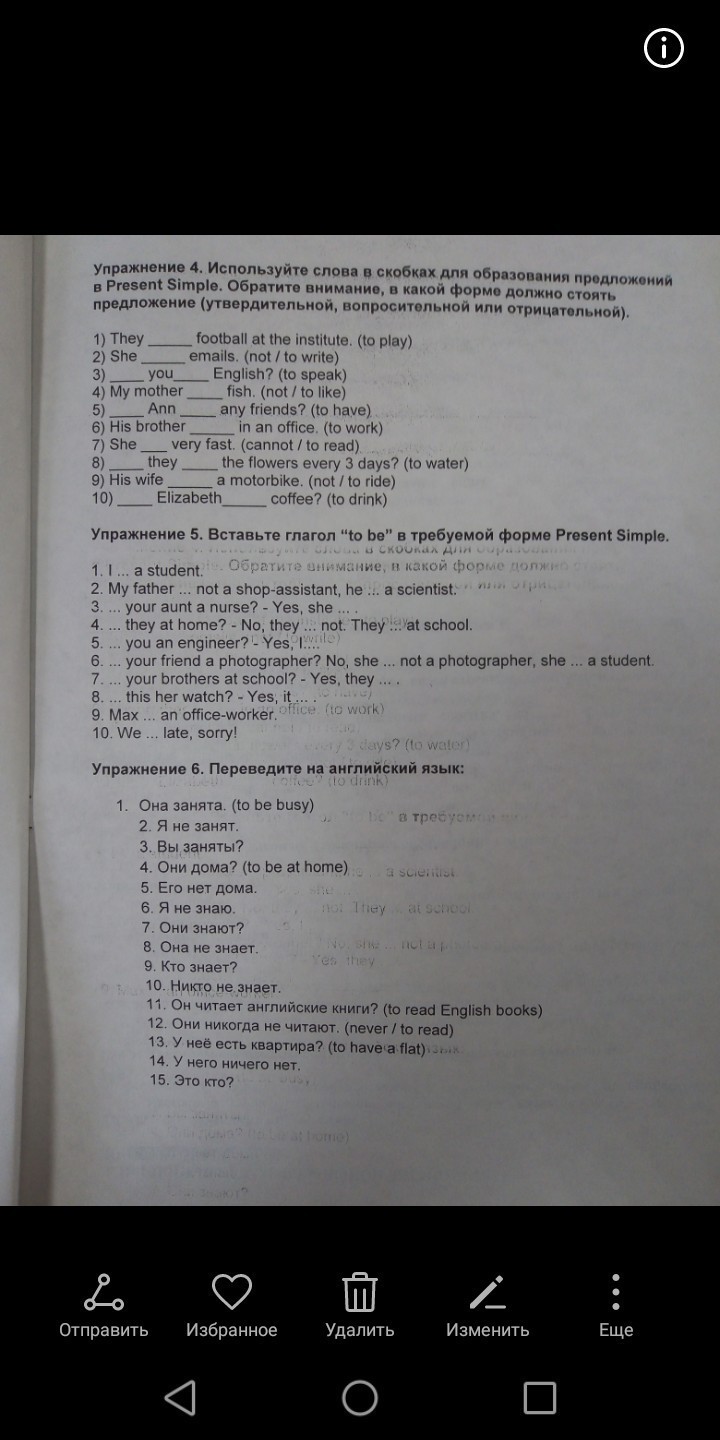 Упражнение 4. Используйте слова в скобках для образования предложений
в Present Simple. Обратите внимание, в какой форме должно стоять
предложение (утвердительной, вопросительной или отрицательной).
1) They _____ football at the institute. (to play)
2) She _____ emails. (not / to write)
3) ____ you____ English? (to speak)
4) My mother ____ fish. (not / to like)
5) ____ Ann ____ any friends? (to have)
6) His brother _____ in an office. (to work)
7) She ___ very fast. (cannot / to read)
8) ____ they ____ the flowers every 3 days? (to water)
9) His wife _____ a motorbike. (not / to ride)
10) ____ Elizabeth_____ coffee? (to drink)
Упражнение 5. Вставьте глагол “to be” в требуемой форме Present Simple.
1. I ... a student.
2. My father ... not a shop-assistant, he ... a scientist.
3. ... your aunt a nurse? - Yes, she ... .
4. ... they at home? - No, they ... not. They ... at school.
5. ... you an engineer? - Yes, I....
6. ... your friend a photographer? No, she ... not a photographer, she ... a student.
7. ... your brothers at school? - Yes, they ... .
8. ... this her watch? - Yes, it ... .
9. Max ... an office-worker.
10. We ... late, sorry!
Упражнение 6. Переведите на английский язык:
1. Она занята. (to be busy)
2. Я не занят.
3. Вы заняты?
4. Они дома? (to be at home)
5. Его нет дома.
6. Я не знаю.
7. Они знают?
8. Она не знает.
9. Кто знает?
10. Никто не знает.
11. Он читает английские книги? (to read English books)
12. Они никогда не читают. (never / to read)
13. У неё есть квартира? (to have a flat)
14. У него ничего нет.
15. Это кто?
Отправить Избранное Удалить Изменить Еще